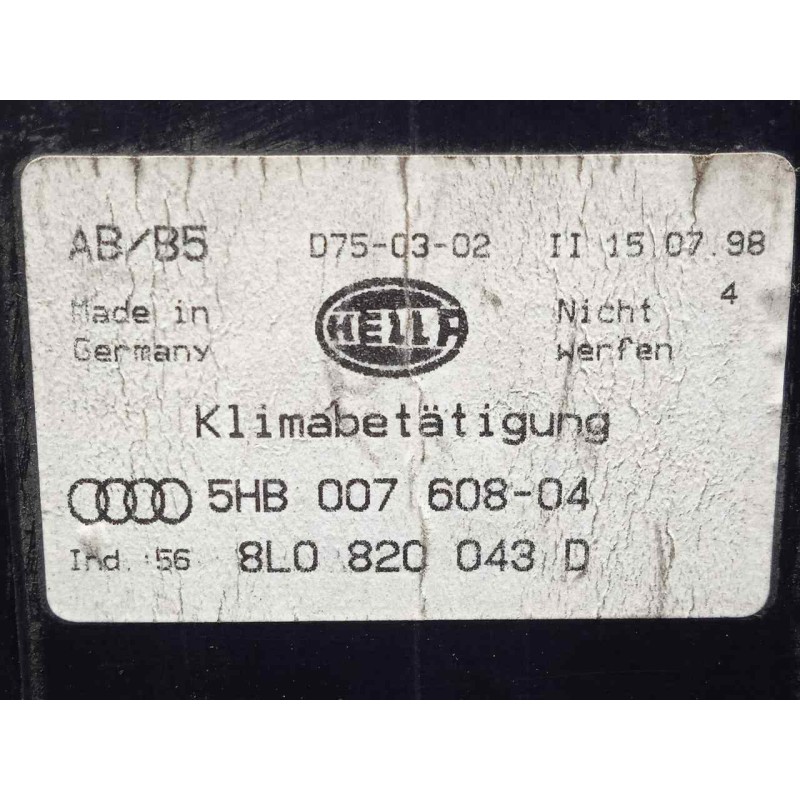 AB/B5 D75-03-02 II 15.07.98
4
Made in Germany
HELLA
Nicht werfen
Klimabetätigung
5HB 007 608-04
Ind. :56 8L0 820 043 D